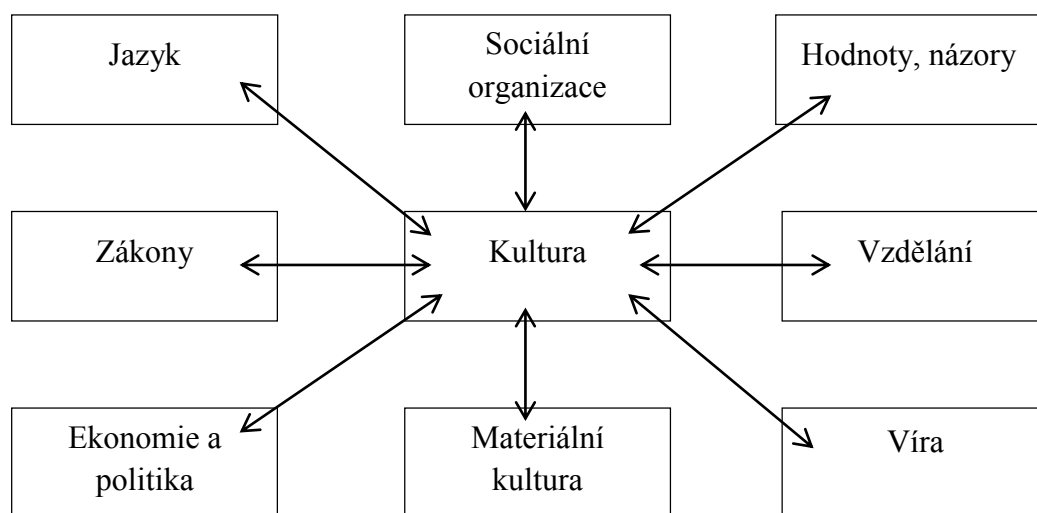 Jazyk
Sociální
organizace
Hodnoty, názory
Zákony
Kultura
Vzdělání
Ekonomie a
politika
Materiální
kultura
Víra